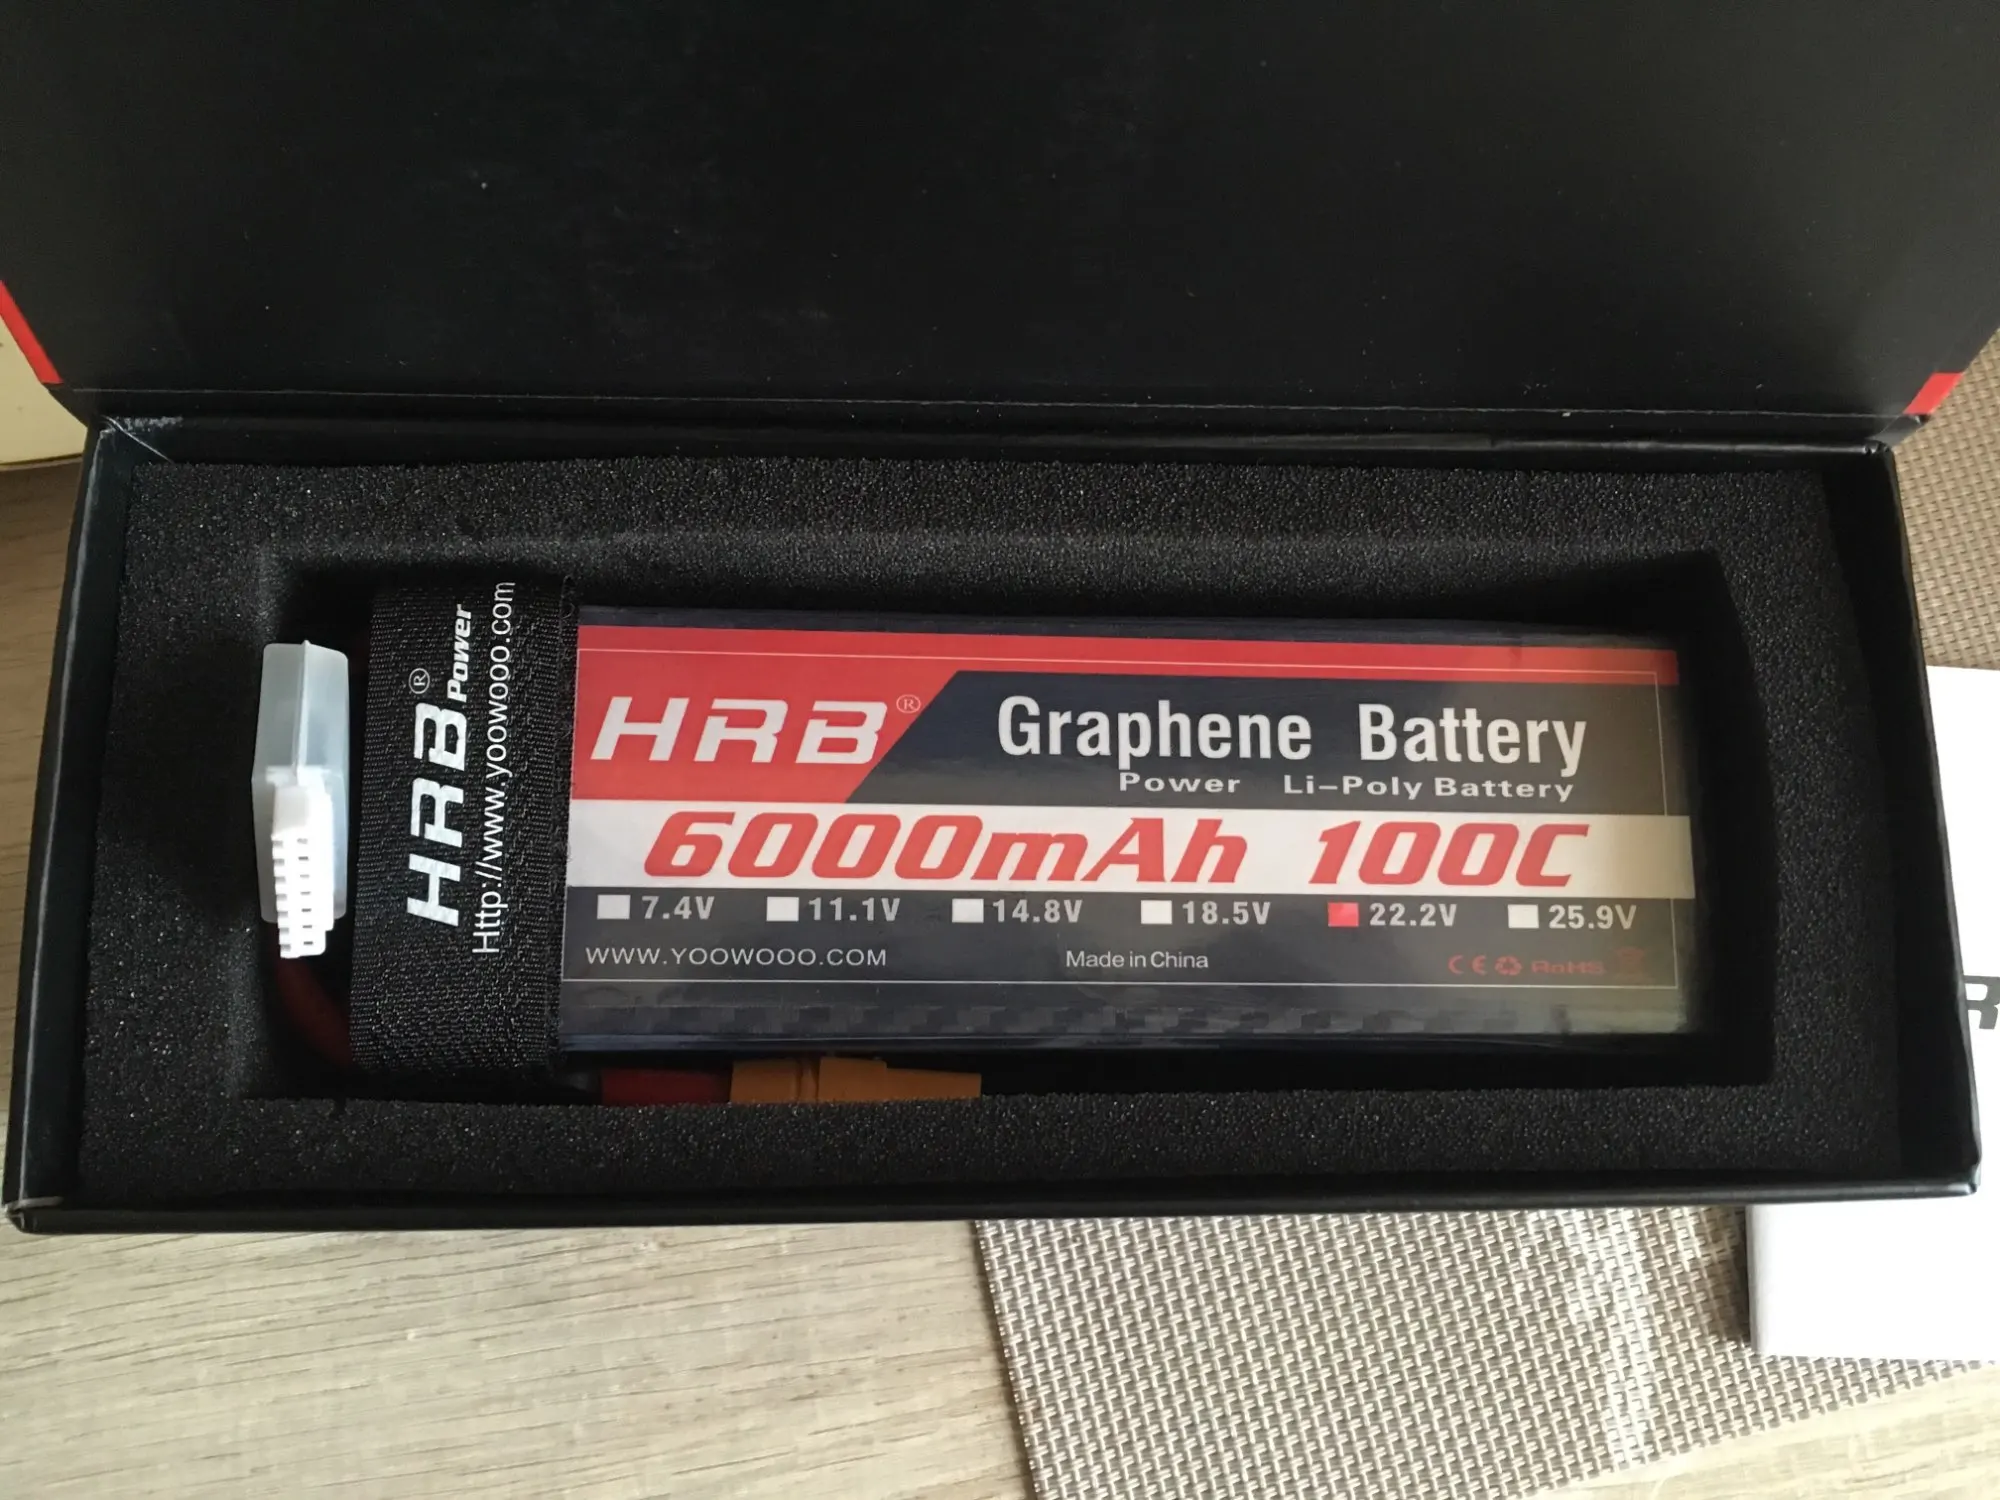 HRB® Power
Http://www.yoowooo.com
HRB® Graphene Battery
Power Li-Poly Battery
6000mAh 100C
7.4V 11.1V 14.8V 18.5V 22.2V 25.9V
WWW.YOOWOOO.COM Made in China CE RoHS